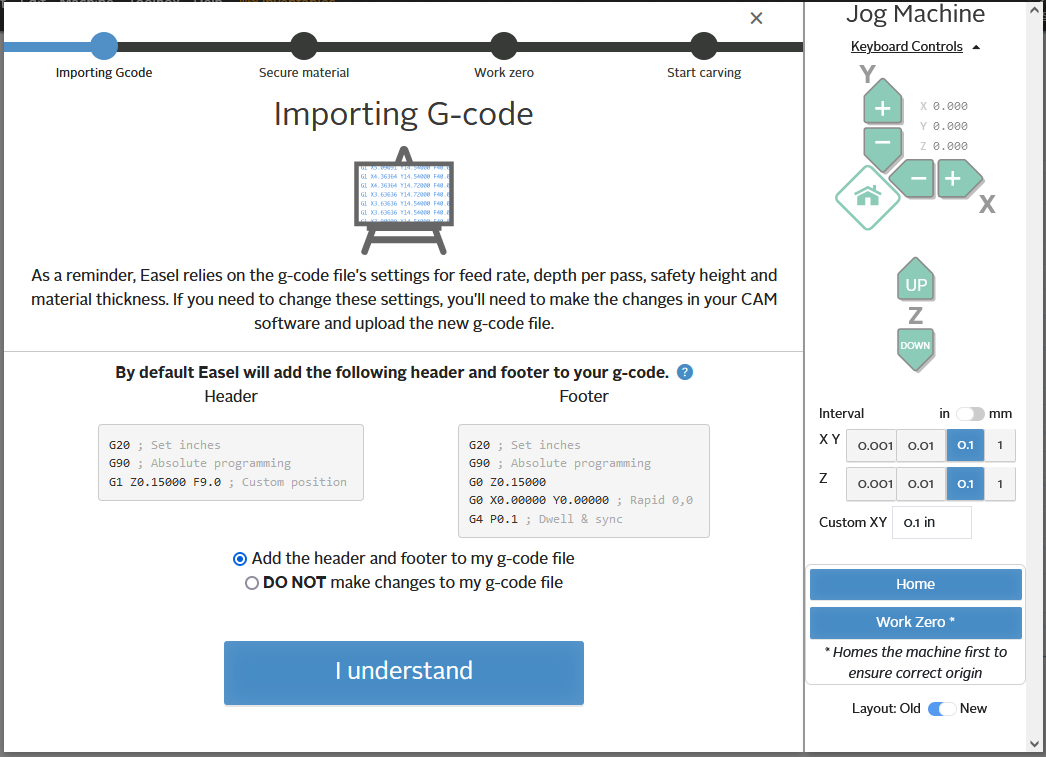 Importing Gcode
Secure material
Work zero
Start carving
Importing G-code
G1 X4.36364 Y14.54000 F40.
G1 X4.36364 Y14.72000 F40.
G1 X3.63636 Y14.72000 F40.
G1 X3.63636 Y14.54000 F40.
G1 X3.63636 Y14.54000 F40.
As a reminder, Easel relies on the g-code file's settings for feed rate, depth per pass, safety height and
material thickness. If you need to change these settings, you'll need to make the changes in your CAM
software and upload the new g-code file.
By default Easel will add the following header and footer to your g-code. ?
Header
G20 ; Set inches
G90 ; Absolute programming
G1 Z0.15000 F9.0 ; Custom position
Footer
G20 ; Set inches
G90 ; Absolute programming
G0 Z0.15000
G0 X0.00000 Y0.00000 ; Rapid 0,0
G4 P0.1 ; Dwell & sync
Add the header and footer to my g-code file
DO NOT make changes to my g-code file
I understand
Jog Machine
Keyboard Controls
Y
+
−
X 0.000
Y 0.000
Z 0.000
− +
X
UP
Z
DOWN
Interval in mm
X Y 0.001 0.01 0.1 1
Z 0.001 0.01 0.1 1
Custom XY 0.1 in
Home
Work Zero *
* Homes the machine first to
ensure correct origin
Layout: Old New